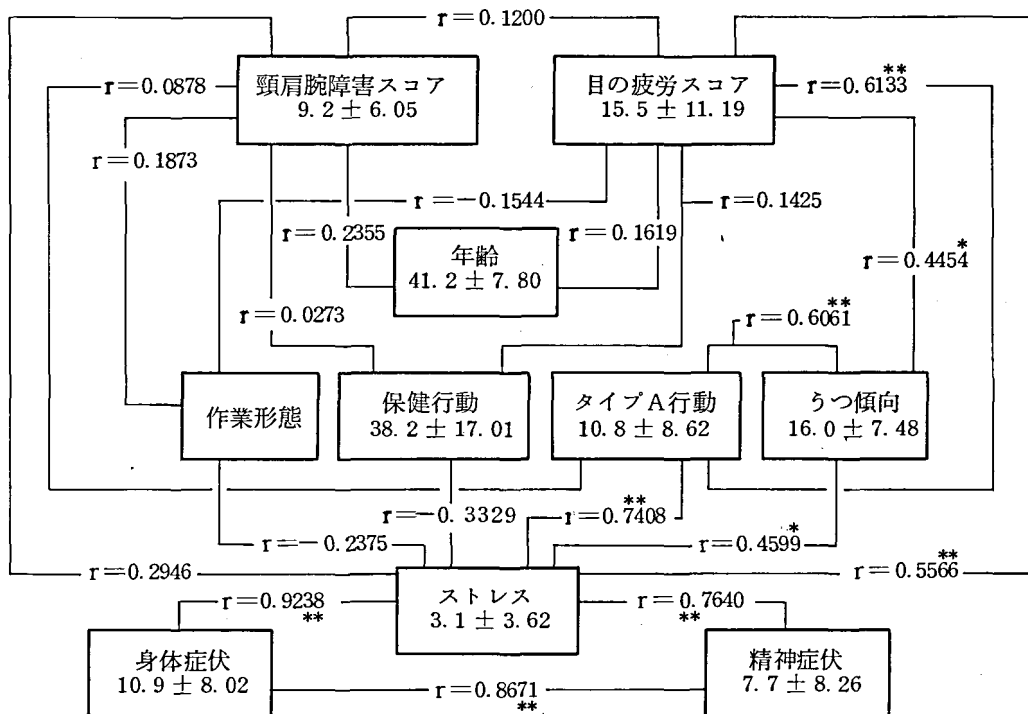 r=0.1200
**
r=0.0878
頸肩腕障害スコア
9.2±6.05
目の疲労スコア
15.5±11.19
r=0.6133
r=0.1873
r=-0.1544
r=0.1425
r=0.2355
年齢
41.2±7.80
r=0.1619
*
r=0.4454
r=0.0273
**
r=0.6061
作業形態
保健行動
38.2±17.01
タイプA行動
10.8±8.62
うつ傾向
16.0±7.48
r=-0.3329
**
r=0.7408
*
r=0.4599
r=-0.2375
**
r=0.5566
r=0.2946
ストレス
3.1±3.62
r=0.9238
**
r=0.7640
**
身体症状
10.9±8.02
精神症状
7.7±8.26
r=0.8671
**